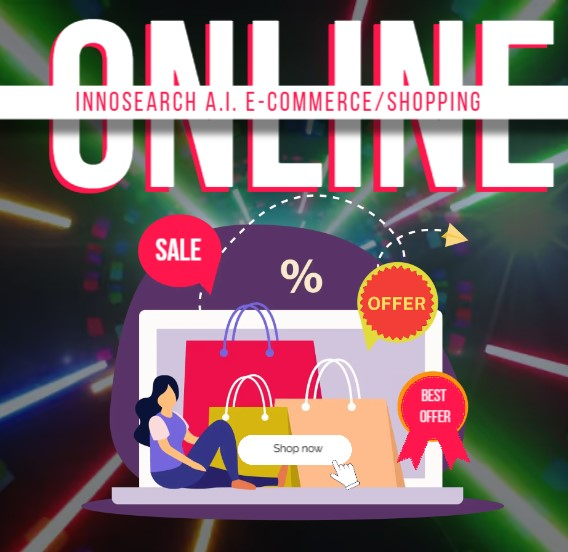 ONLINE
INNOSEARCH A.I. E-COMMERCE/SHOPPING
SALE
%
OFFER
BEST
OFFER
Shop now